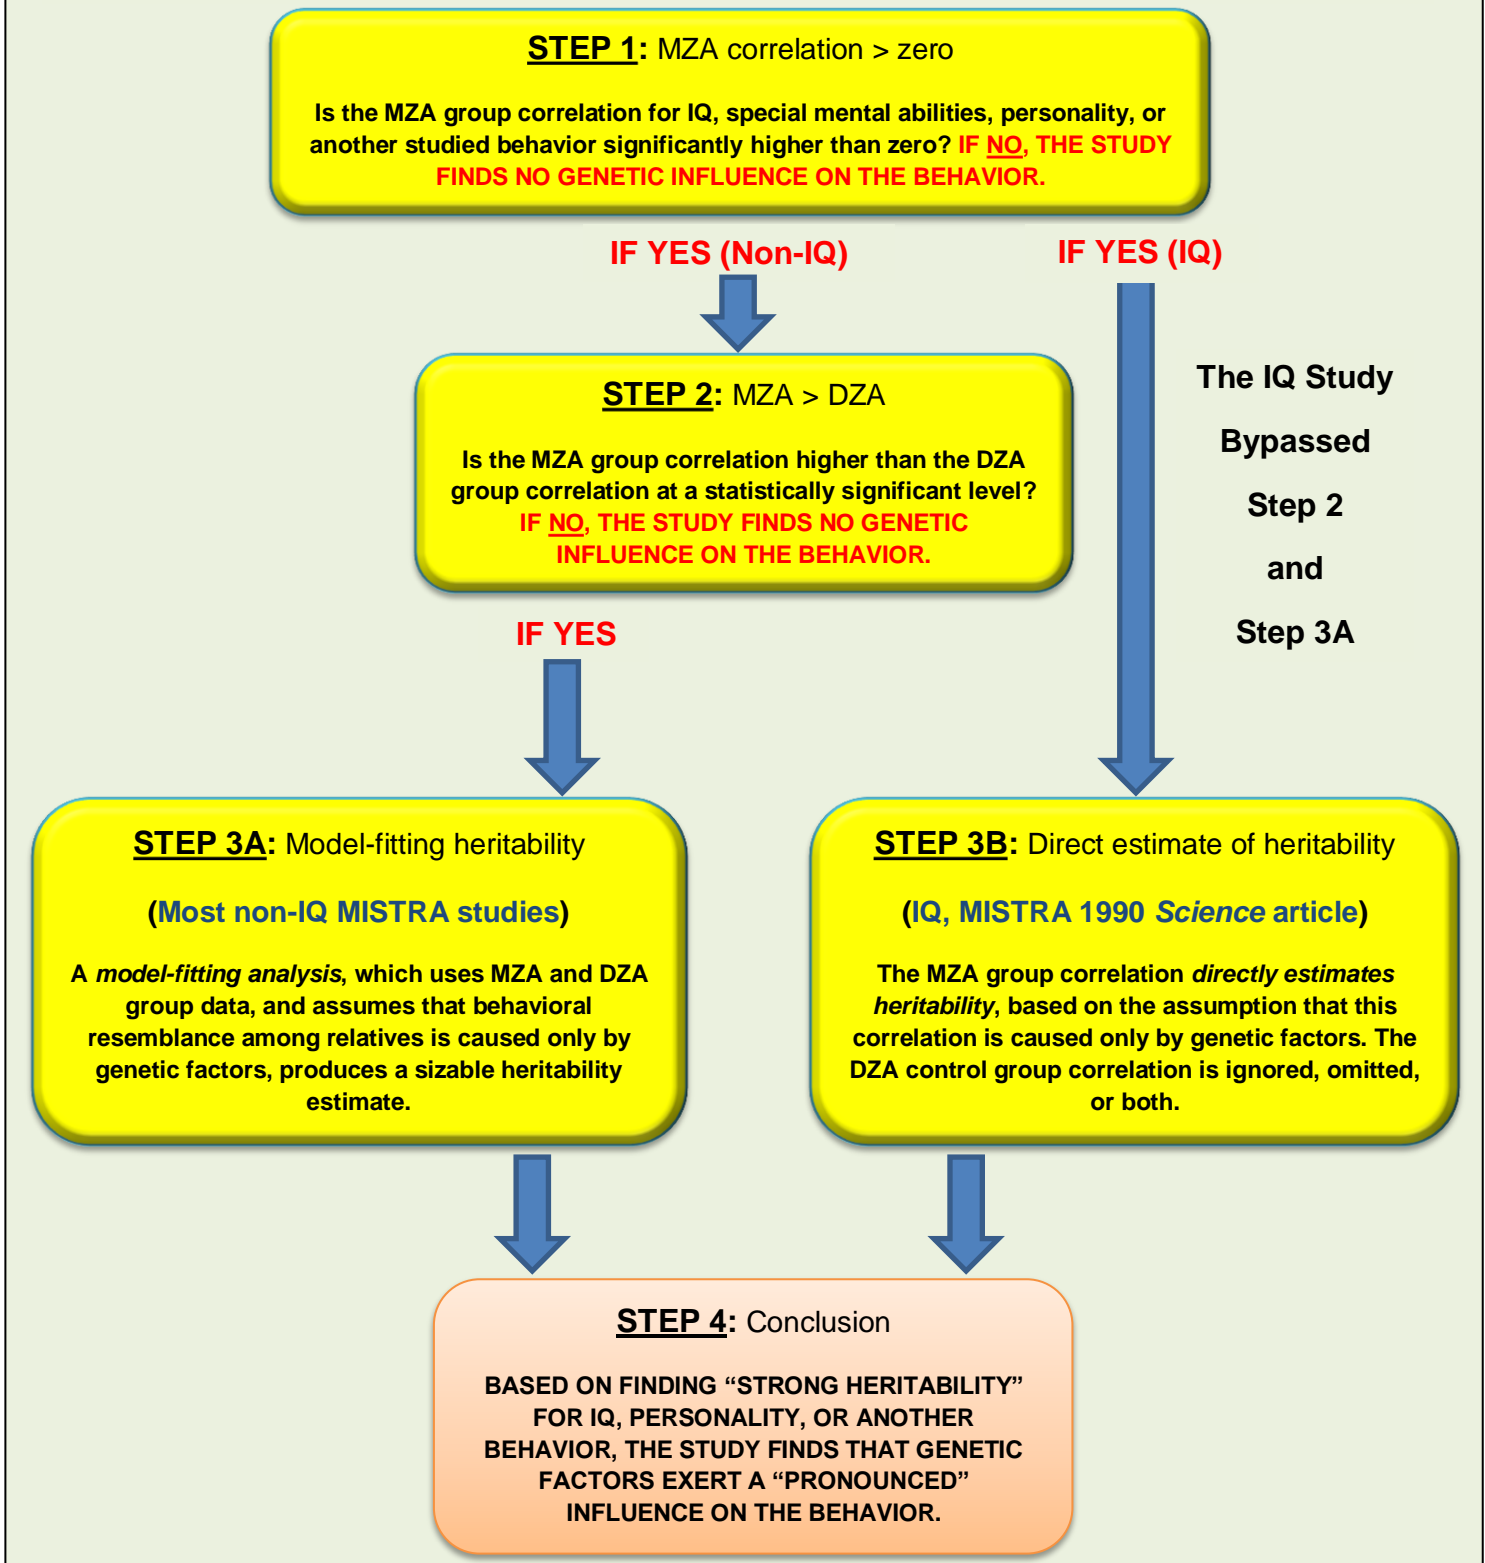 STEP 1: MZA correlation > zero
Is the MZA group correlation for IQ, special mental abilities, personality, or
another studied behavior significantly higher than zero? IF NO, THE STUDY
FINDS NO GENETIC INFLUENCE ON THE BEHAVIOR.
IF YES (Non-IQ)
IF YES (IQ)
STEP 2: MZA > DZA
Is the MZA group correlation higher than the DZA
group correlation at a statistically significant level?
IF NO, THE STUDY FINDS NO GENETIC
INFLUENCE ON THE BEHAVIOR.
The IQ Study
Bypassed
Step 2
and
Step 3A
IF YES
STEP 3A: Model-fitting heritability
(Most non-IQ MISTRA studies)
A model-fitting analysis, which uses MZA and DZA
group data, and assumes that behavioral
resemblance among relatives is caused only by
genetic factors, produces a sizable heritability
estimate.
STEP 3B: Direct estimate of heritability
(IQ, MISTRA 1990 Science article)
The MZA group correlation directly estimates
heritability, based on the assumption that this
correlation is caused only by genetic factors. The
DZA control group correlation is ignored, omitted,
or both.
STEP 4: Conclusion
BASED ON FINDING “STRONG HERITABILITY”
FOR IQ, PERSONALITY, OR ANOTHER
BEHAVIOR, THE STUDY FINDS THAT GENETIC
FACTORS EXERT A “PRONOUNCED”
INFLUENCE ON THE BEHAVIOR.